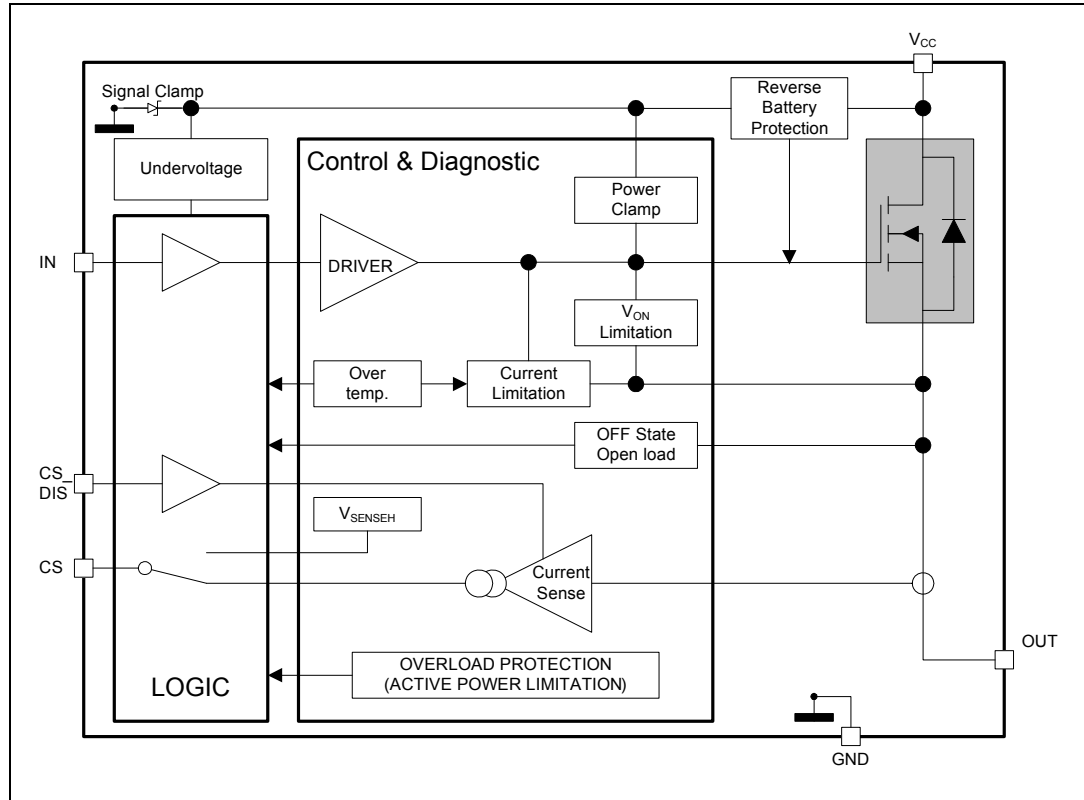 VCC
Signal Clamp
Reverse
Battery
Protection
Undervoltage
Control & Diagnostic
Power
Clamp
IN
DRIVER
VON
Limitation
Over
temp.
Current
Limitation
OFF State
Open load
CS_
DIS
VSENSEH
CS
Current
Sense
OUT
OVERLOAD PROTECTION
(ACTIVE POWER LIMITATION)
LOGIC
GND